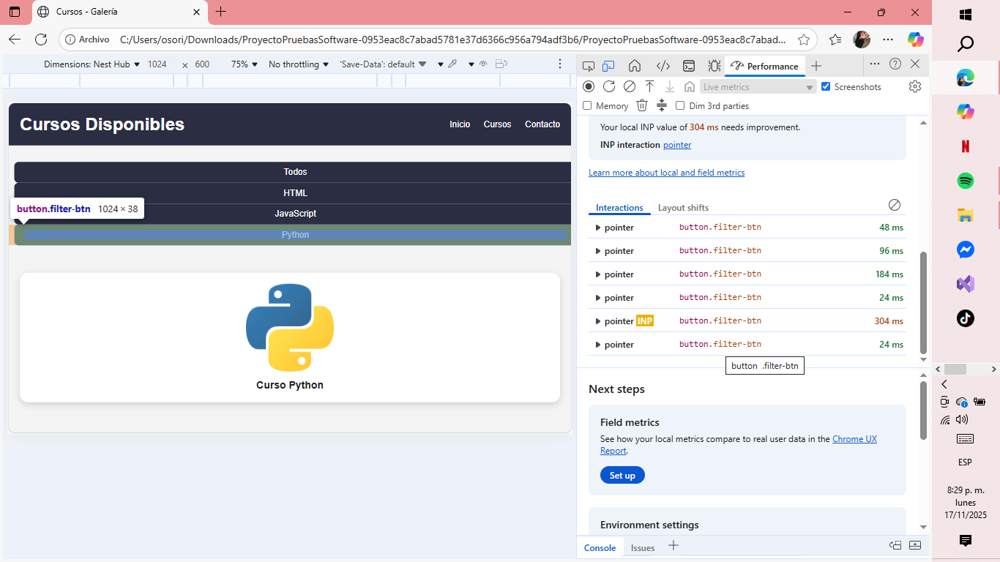 Cursos - Galería
Archivo
C:/Users/osori/Downloads/ProyectoPruebasSoftware-0953eac8c7abad5781e37d6366c956a794adf3b6/ProyectoPruebasSoftware-0953eac8c7abad...
Dimensions: Nest Hub 1024 × 600 75% No throttling 'Save-Data': default
Performance
Live metrics
Screenshots
Memory
Dim 3rd parties
Cursos Disponibles
Inicio Cursos Contacto
Todos
HTML
button.filter-btn 1024 × 38
JavaScript
Python
Curso Python
Your local INP value of 304 ms needs improvement.
INP interaction pointer
Learn more about local and field metrics
Interactions Layout shifts
pointer button.filter-btn 48 ms
pointer button.filter-btn 96 ms
pointer button.filter-btn 184 ms
pointer button.filter-btn 24 ms
pointer INP button.filter-btn 304 ms
pointer button.filter-btn 24 ms
button .filter-btn
Next steps
Field metrics
See how your local metrics compare to real user data in the Chrome UX
Report.
Set up
Environment settings
Console Issues
N
ESP
8:29 p. m.
lunes
17/11/2025